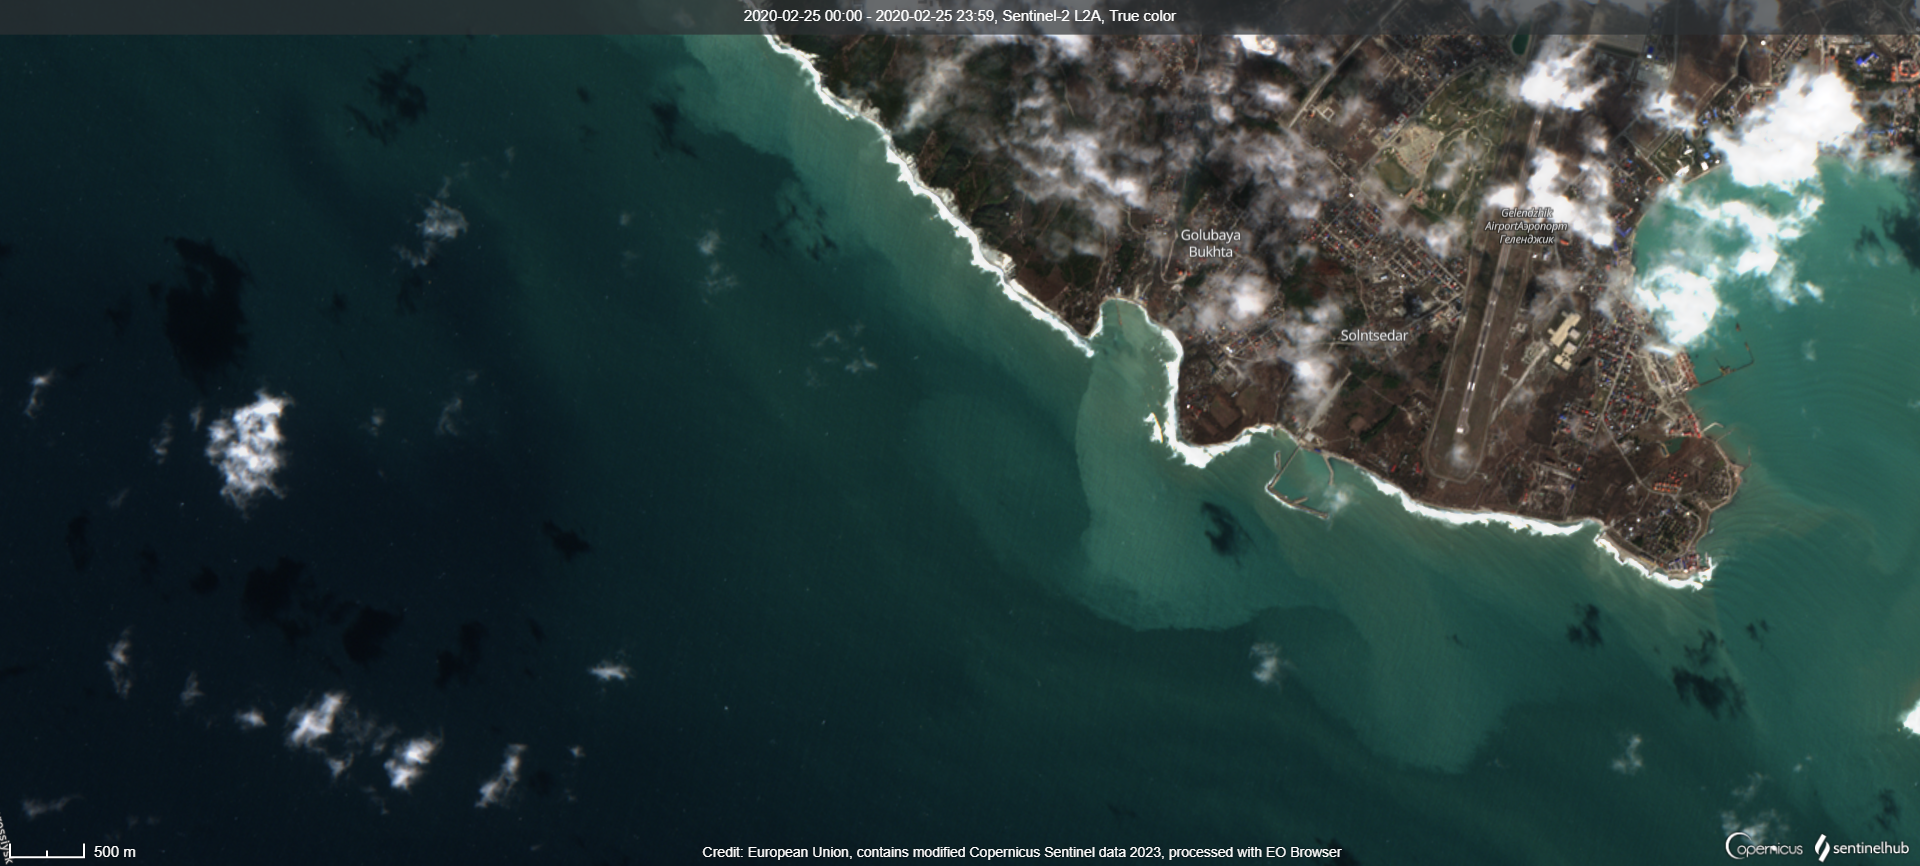 2020-02-25 00:00 - 2020-02-25 23:59, Sentinel-2 L2A, True color
Gelendzhik
AirportАэропорт
Геленджик
Golubaya
Bukhta
Solntsedar
500 m
Credit: European Union, contains modified Copernicus Sentinel data 2023, processed with EO Browser
Copernicus
sentinelhub